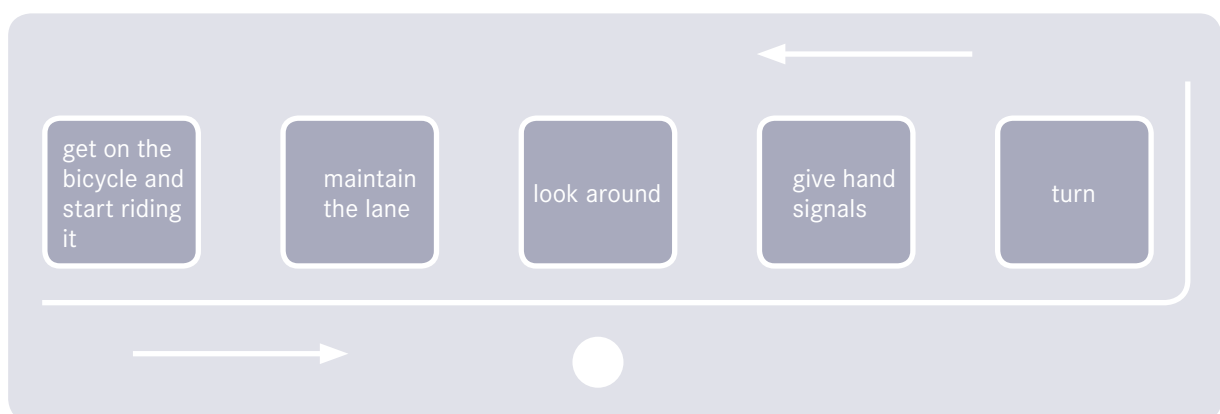 get on the
bicycle and
start riding
it
maintain
the lane
look around
give hand
signals
turn